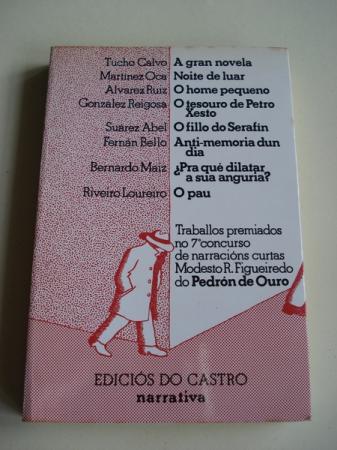 Tucho Calvo A gran novela
Martínez Oca Noite de luar
Alvarez Ruiz O home pequeno
González Reigosa O tesouro de Petro
Xesto
Suárez Abel O fillo do Serafín
Fernán Bello Anti-memoria dun
día
Bernardo Máiz ¿Pra qué dilatar
a súa anguria?
Riveiro Loureiro O pau
Traballos premiados
no 7º concurso
de narracións curtas
Modesto R. Figueiredo
do Pedrón de Ouro
EDICIÓS DO CASTRO
narrativa